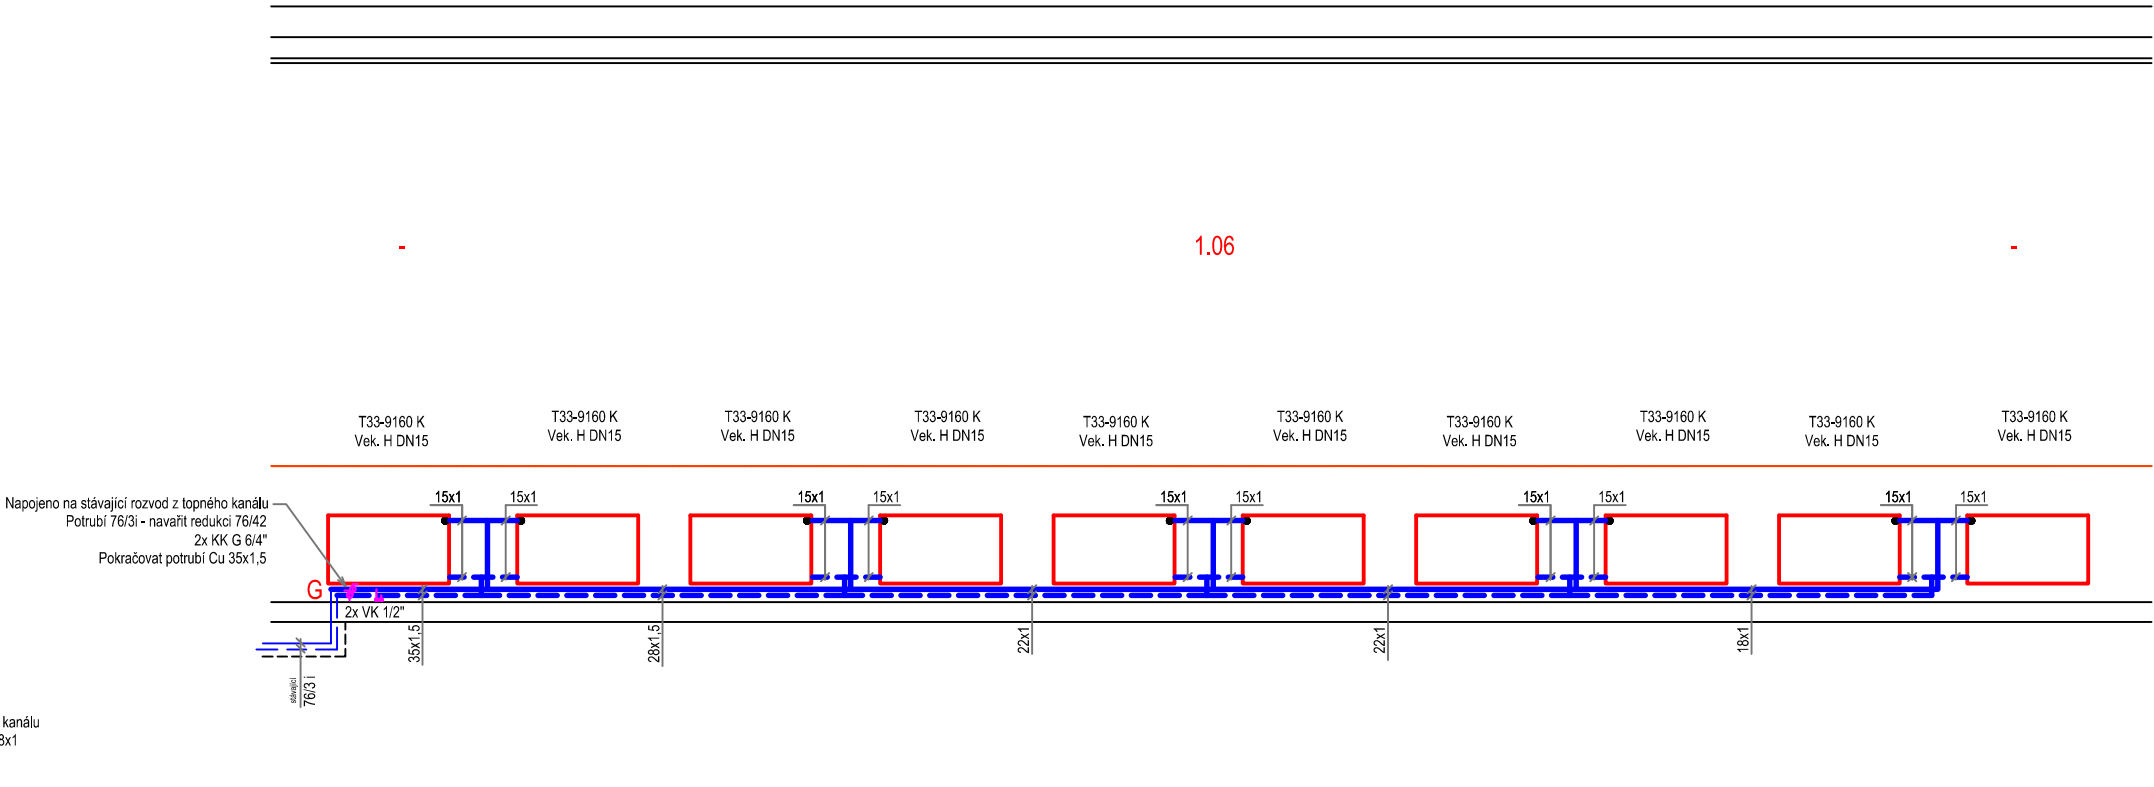 -
1.06
-
T33-9160 K
Vek. H DN15
T33-9160 K
Vek. H DN15
T33-9160 K
Vek. H DN15
T33-9160 K
Vek. H DN15
T33-9160 K
Vek. H DN15
T33-9160 K
Vek. H DN15
T33-9160 K
Vek. H DN15
T33-9160 K
Vek. H DN15
T33-9160 K
Vek. H DN15
T33-9160 K
Vek. H DN15
Napojeno na stávající rozvod z topného kanálu
Potrubí 76/3i - navařit redukci 76/42
2x KK G 6/4"
Pokračovat potrubí Cu 35x1,5
15x1
15x1
15x1
15x1
15x1
15x1
15x1
15x1
15x1
15x1
G
2x VK 1/2"
35x1,5
28x1,5
22x1
22x1
18x1
stávající
76/3 i
kanálu
8x1